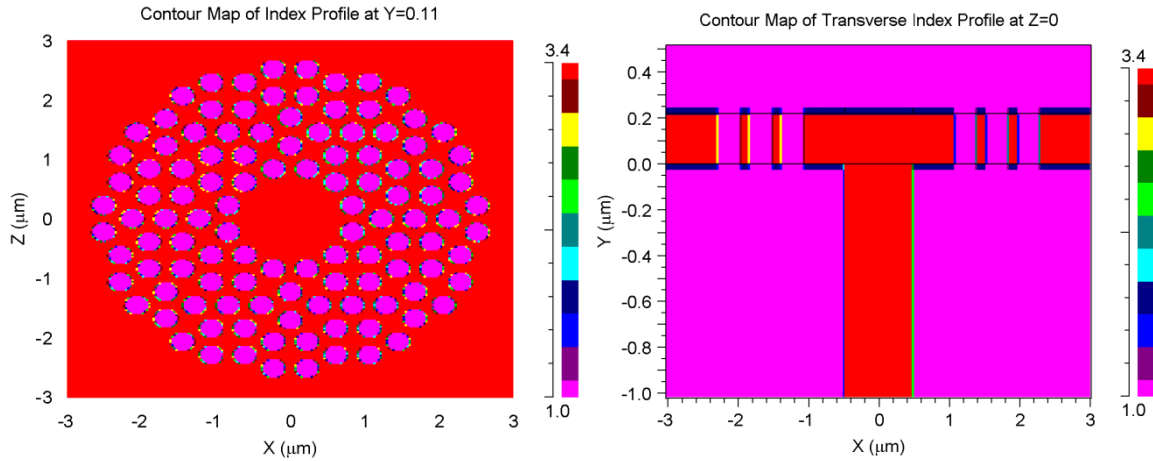 Contour Map of Index Profile at Y=0.11
3
2
1
0
-1
-2
-3
Z (μm)
-3 -2 -1 0 1 2 3
X (μm)
3.4
1.0
Contour Map of Transverse Index Profile at Z=0
0.4
0.2
0.0
-0.2
-0.4
-0.6
-0.8
-1.0
Y (μm)
-3 -2 -1 0 1 2 3
X (μm)
3.4
1.0